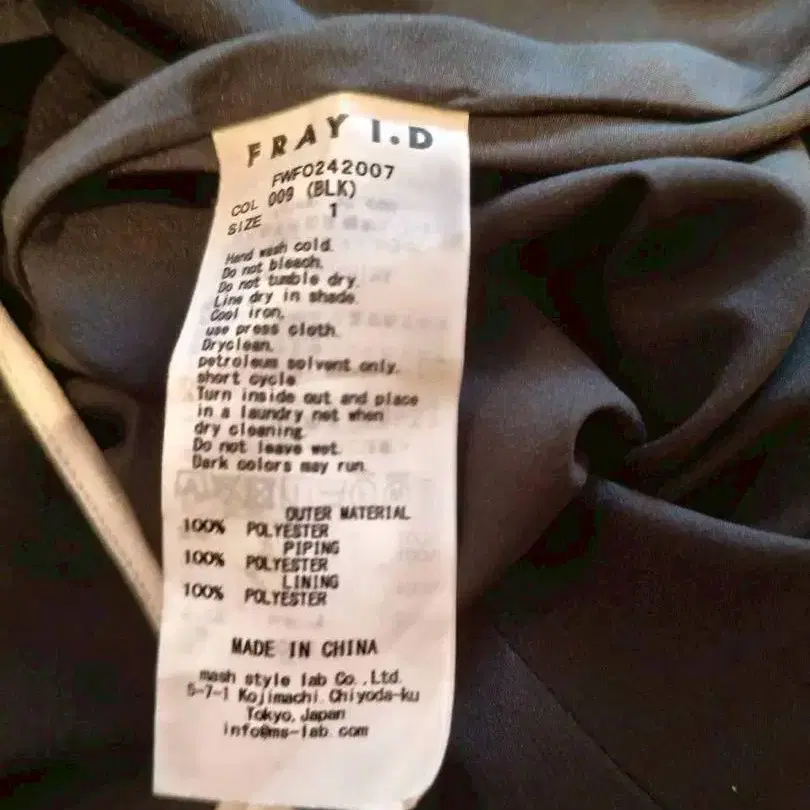 FRAY I.D
FWFO242007
COL 009 (BLK)
SIZE 1
Hand wash cold.
Do not bleach.
Do not tumble dry.
Line dry in shade.
Cool iron,
use press cloth.
Dryclean,
petroleum solvent only,
short cycle
Turn inside out and place
in a laundry net when
dry cleaning.
Do not leave wet.
Dark colors may run.
OUTER MATERIAL
100% POLYESTER
PIPING
100% POLYESTER
LINING
100% POLYESTER
MADE IN CHINA
mash style lab Co.,Ltd.
5-7-1 Kojimachi Chiyoda-ku
Tokyo, Japan
info@ms-lab.com